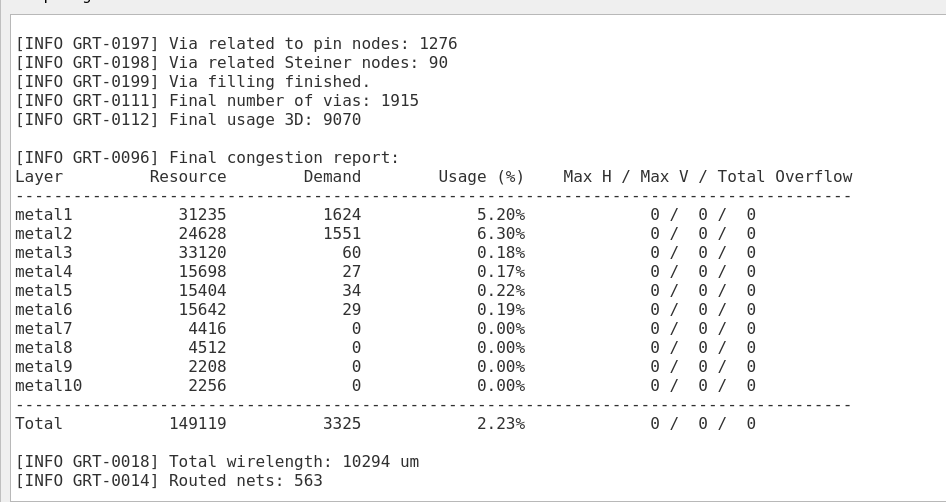 [INFO GRT-0197] Via related to pin nodes: 1276
[INFO GRT-0198] Via related Steiner nodes: 90
[INFO GRT-0199] Via filling finished.
[INFO GRT-0111] Final number of vias: 1915
[INFO GRT-0112] Final usage 3D: 9070
[INFO GRT-0096] Final congestion report:
Layer         Resource        Demand        Usage (%)    Max H / Max V / Total Overflow
---------------------------------------------------------------------------------------
metal1           31235          1624            5.20%             0 /  0 /  0
metal2           24628          1551            6.30%             0 /  0 /  0
metal3           33120            60            0.18%             0 /  0 /  0
metal4           15698            27            0.17%             0 /  0 /  0
metal5           15404            34            0.22%             0 /  0 /  0
metal6           15642            29            0.19%             0 /  0 /  0
metal7            4416             0            0.00%             0 /  0 /  0
metal8            4512             0            0.00%             0 /  0 /  0
metal9            2208             0            0.00%             0 /  0 /  0
metal10           2256             0            0.00%             0 /  0 /  0
---------------------------------------------------------------------------------------
Total           149119          3325            2.23%             0 /  0 /  0
[INFO GRT-0018] Total wirelength: 10294 um
[INFO GRT-0014] Routed nets: 563